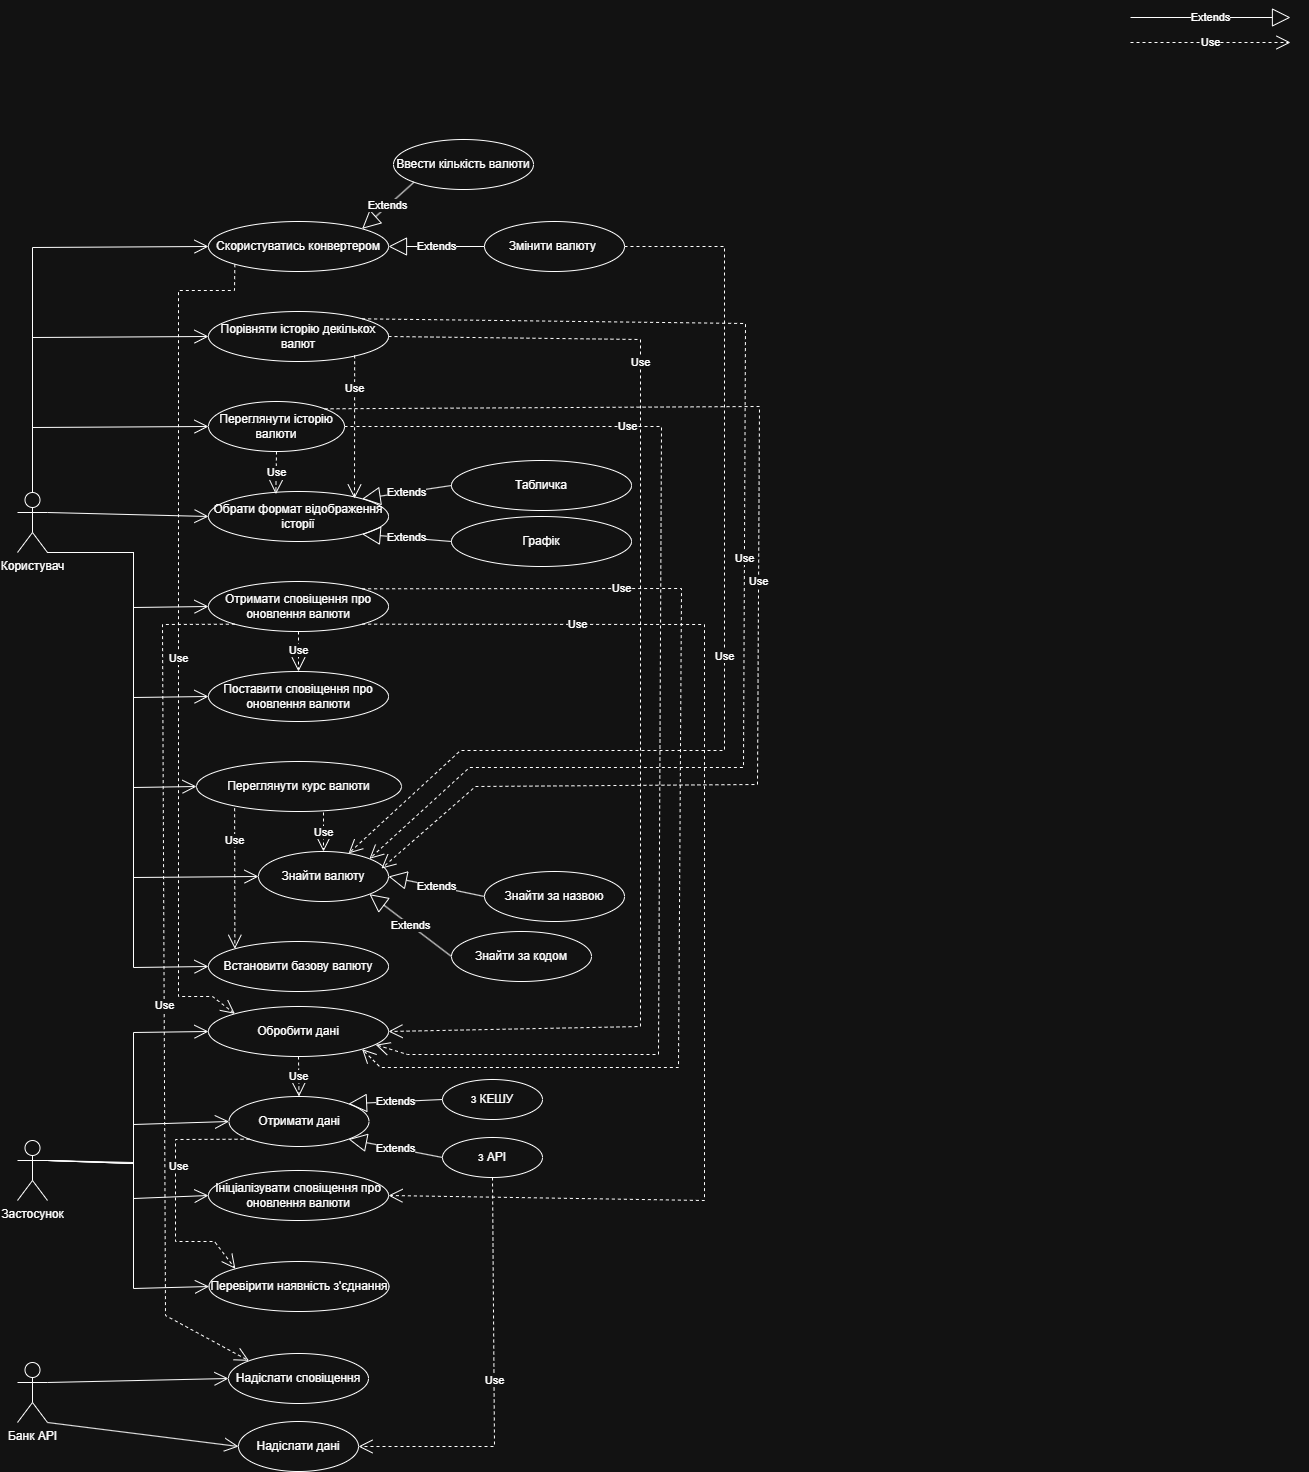 Extends
Use
Ввести кількість валюти
Extends
Скористуватись конвертером
Extends
Змінити валюту
Порівняти історію декількох
валют
Use
Use
Переглянути історію
валюти
Use
Use
Табличка
Extends
Обрати формат відображення
історії
Extends
Графік
Користувач
Use
Use
Отримати сповіщення про
оновлення валюти
Use
Use
Use
Use
Use
Поставити сповіщення про
оновлення валюти
Переглянути курс валюти
Use
Use
Знайти валюту
Extends
Знайти за назвою
Extends
Знайти за кодом
Встановити базову валюту
Use
Обробити дані
Use
Extends
з КЕШУ
Отримати дані
Extends
з API
Use
Ініціалізувати сповіщення про
оновлення валюти
Застосунок
Перевірити наявність з'єднання
Надіслати сповіщення
Use
Банк API
Надіслати дані